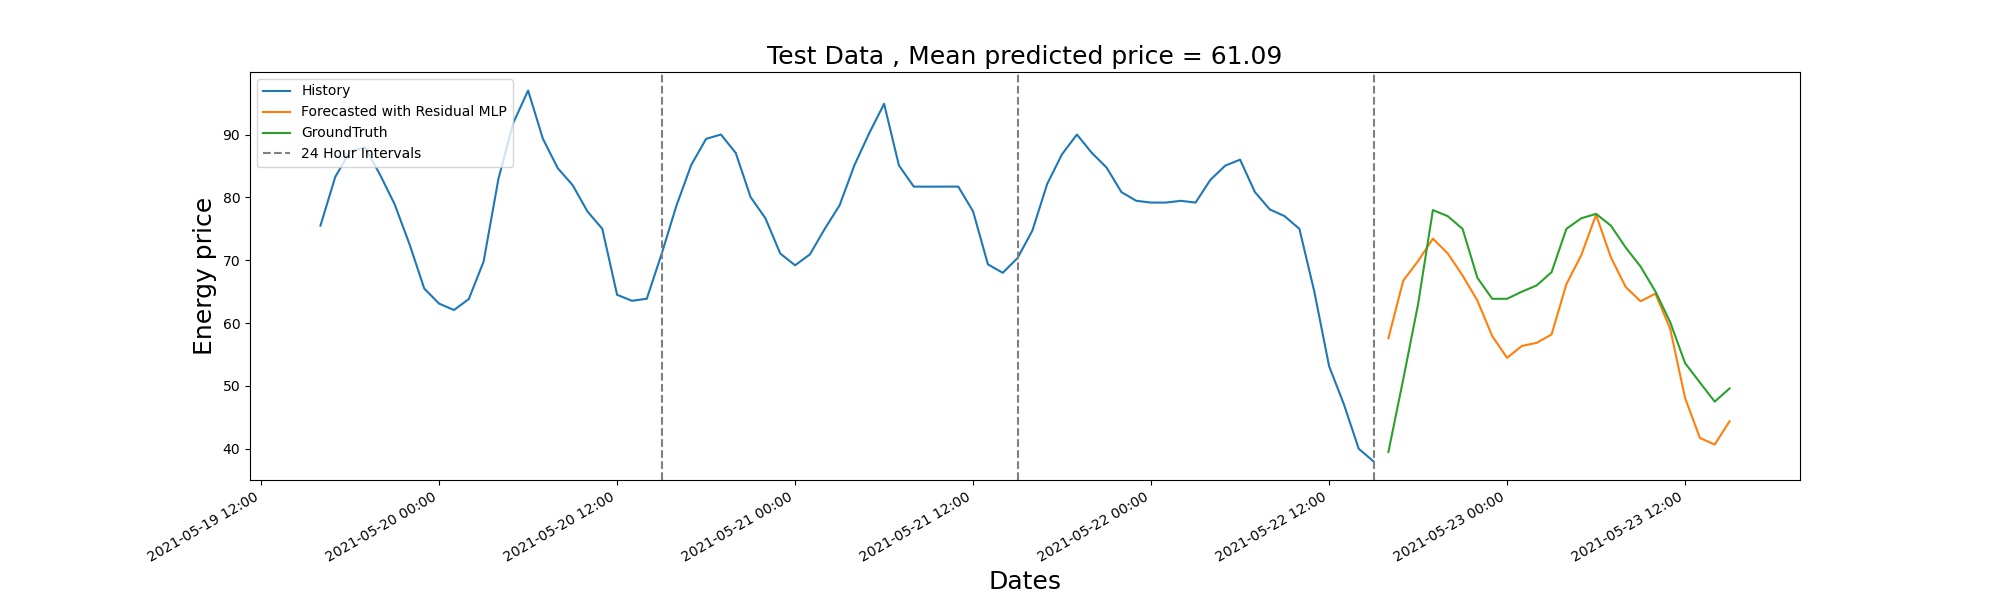 Test Data , Mean predicted price = 61.09
History
Forecasted with Residual MLP
GroundTruth
24 Hour Intervals
Energy price
90
80
70
60
50
40
2021-05-19 12:00
2021-05-20 00:00
2021-05-20 12:00
2021-05-21 00:00
2021-05-21 12:00
2021-05-22 00:00
2021-05-22 12:00
2021-05-23 00:00
2021-05-23 12:00
Dates